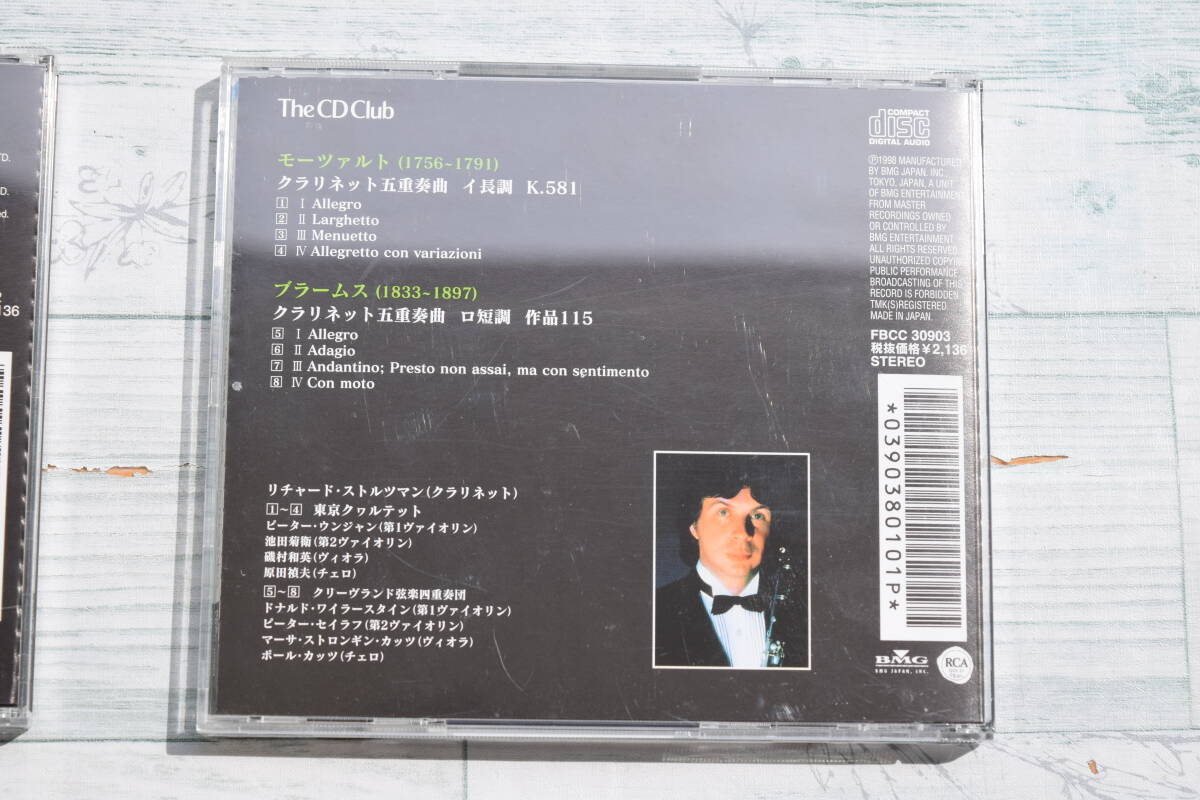 TD.
D.
ed.
136
The CD Club
モーツァルト (1756~1791)
クラリネット五重奏曲 イ長調 K.581
1 I Allegro
2 II Larghetto
3 III Menuetto
4 IV Allegretto con variazioni
ブラームス (1833~1897)
クラリネット五重奏曲 ロ短調 作品115
5 I Allegro
6 II Adagio
7 III Andantino; Presto non assai, ma con sentimento
8 IV Con moto
リチャード・ストルツマン(クラリネット)
1~4 東京クヮルテット
ピーター・ウンジャン(第1ヴァイオリン)
池田菊衛(第2ヴァイオリン)
磯村和英(ヴィオラ)
原田禎夫(チェロ)
5~8 クリーヴランド弦楽四重奏団
ドナルド・ワイラースタイン(第1ヴァイオリン)
ピーター・セイラフ(第2ヴァイオリン)
マーサ・ストロンギン・カッツ(ヴィオラ)
ポール・カッツ(チェロ)
COMPACT
disc
DIGITAL AUDIO
Ⓟ1998 MANUFACTURED
BY BMG JAPAN, INC.,
TOKYO, JAPAN, A UNIT
OF BMG ENTERTAINMENT
FROM MASTER
RECORDINGS OWNED
OR CONTROLLED BY
BMG ENTERTAINMENT
ALL RIGHTS RESERVED.
UNAUTHORIZED COPYIN
PUBLIC PERFORMANCE,
BROADCASTING OF THIS
RECORD IS FORBIDDEN.
TMK(S)REGISTERED.
MADE IN JAPAN.
FBCC 30903
税抜価格¥2,136
STEREO
*0390380101P*
BMG
BMG JAPAN, INC.
RCA